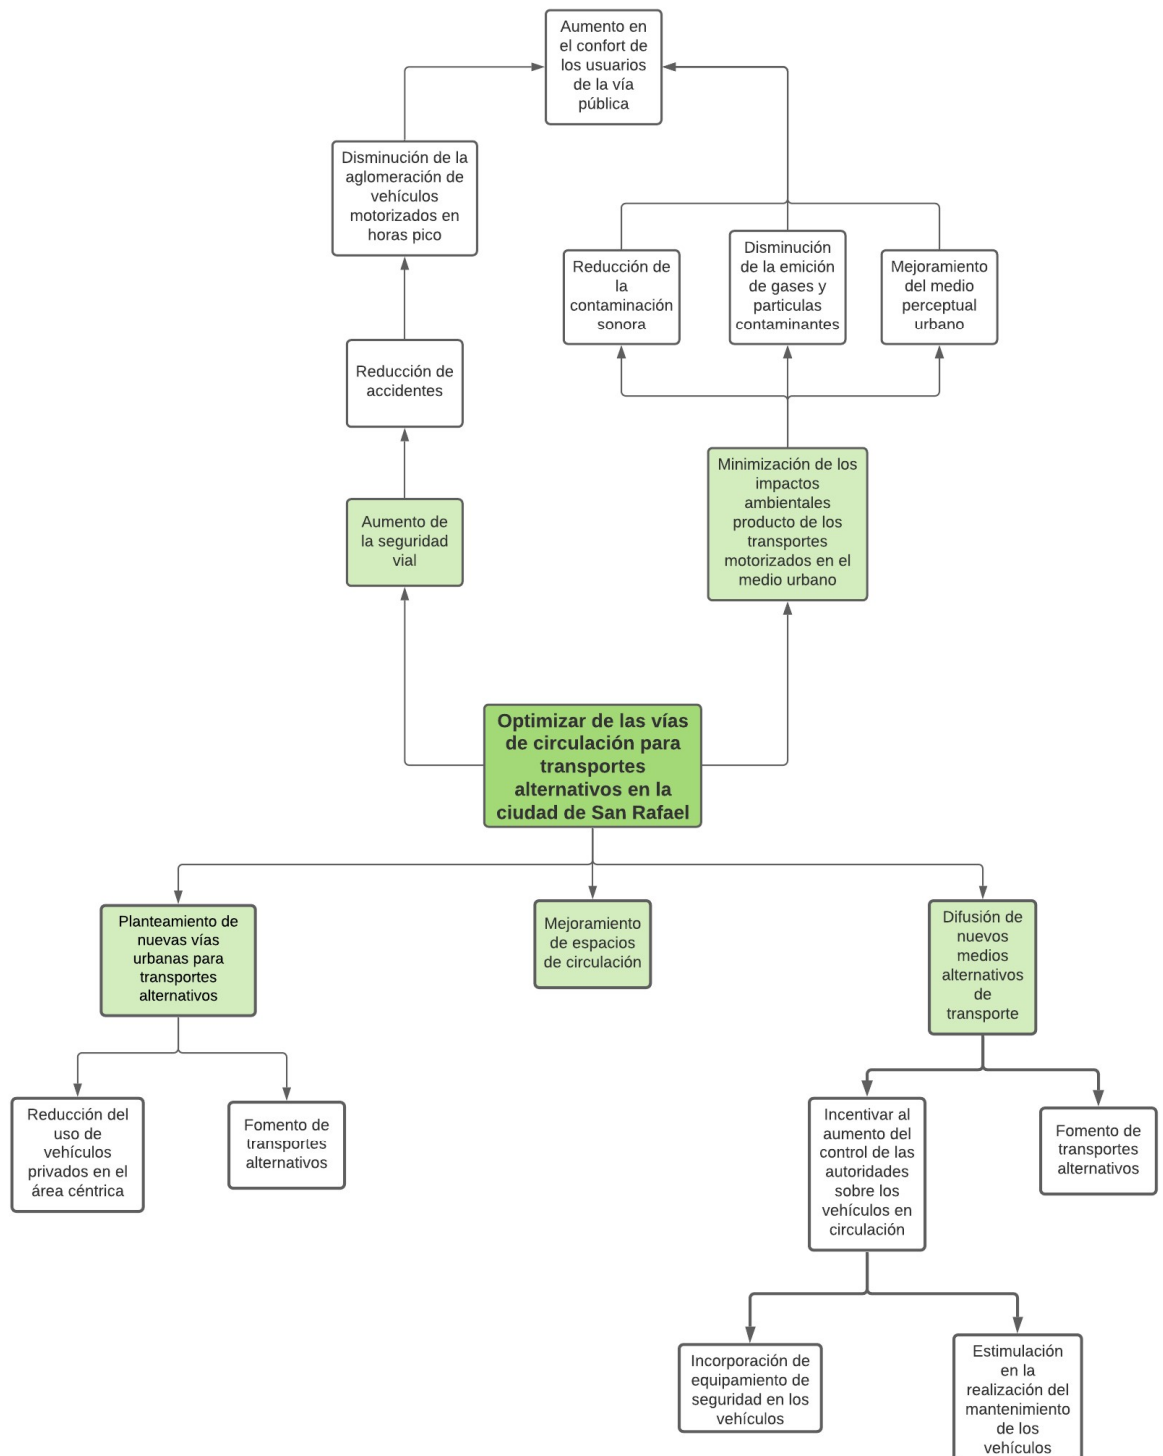 Aumento en
el confort de
los usuarios
de la vía
pública
Disminución de la
aglomeración de
vehículos
motorizados en
horas pico
Reducción de
la
contaminación
sonora
Disminución
de la emición
de gases y
particulas
contaminantes
Mejoramiento
del medio
perceptual
urbano
Reducción de
accidentes
Aumento de
la seguridad
vial
Minimización de los
impactos
ambientales
producto de los
transportes
motorizados en el
medio urbano
Optimizar de las vías
de circulación para
transportes
alternativos en la
ciudad de San Rafael
Planteamiento de
nuevas vías
urbanas para
transportes
alternativos
Mejoramiento
de espacios
de circulación
Difusión de
nuevos
medios
alternativos
de
transporte
Reducción del
uso de
vehículos
privados en el
área céntrica
Fomento de
transportes
alternativos
Incentivar al
aumento del
control de las
autoridades
sobre los
vehículos en
circulación
Fomento de
transportes
alternativos
Incorporación de
equipamiento de
seguridad en los
vehículos
Estimulación
en la
realización del
mantenimiento
de los
vehículos